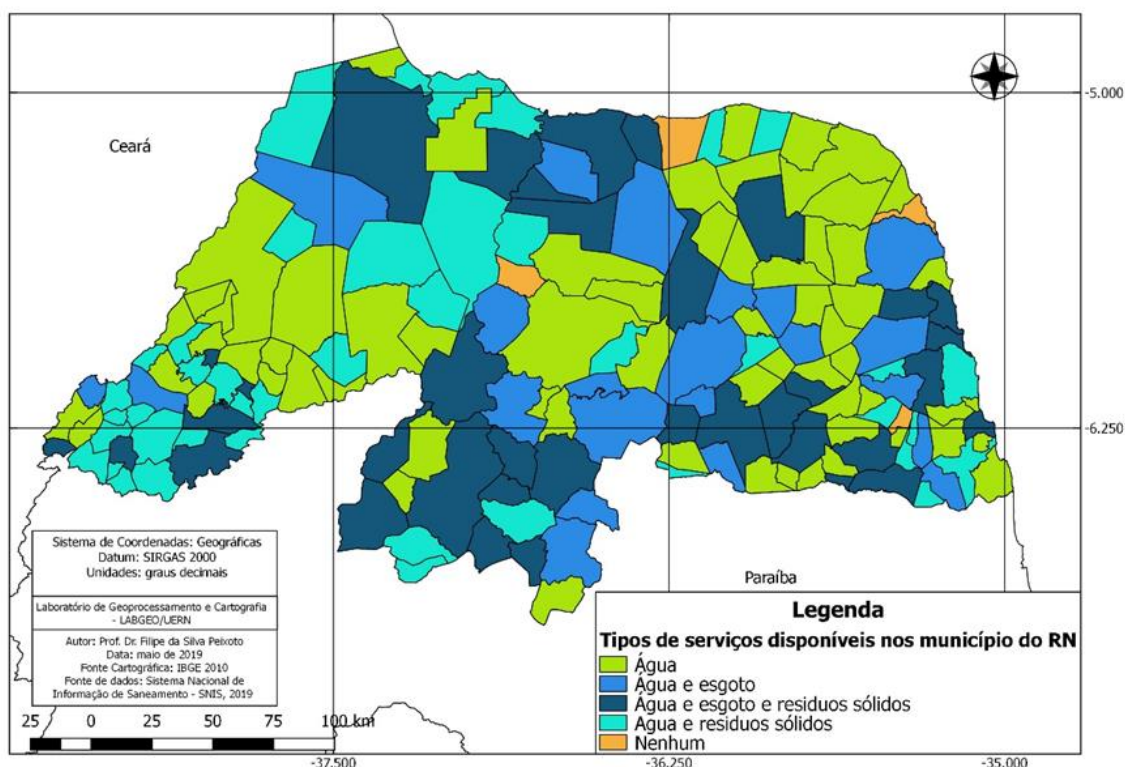 Ceará
-5.000
-6.250
Paraíba
Sistema de Coordenadas: Geográficas
Datum: SIRGAS 2000
Unidades: graus decimais
Laboratório de Geoprocessamento e Cartografia
- LABGEO/UERN
Autor: Prof. Dr. Filipe da Silva Peixoto
Data: maio de 2019
Fonte Cartográfica: IBGE 2010
Fonte de dados: Sistema Nacional de
Informação de Saneamento - SNIS, 2019
25 0 25 50 75 100 km
Legenda
Tipos de serviços disponíveis nos município do RN
Água
Água e esgoto
Água e esgoto e residuos sólidos
Agua e residuos sólidos
Nenhum
-37.500
-36.250
-35.000